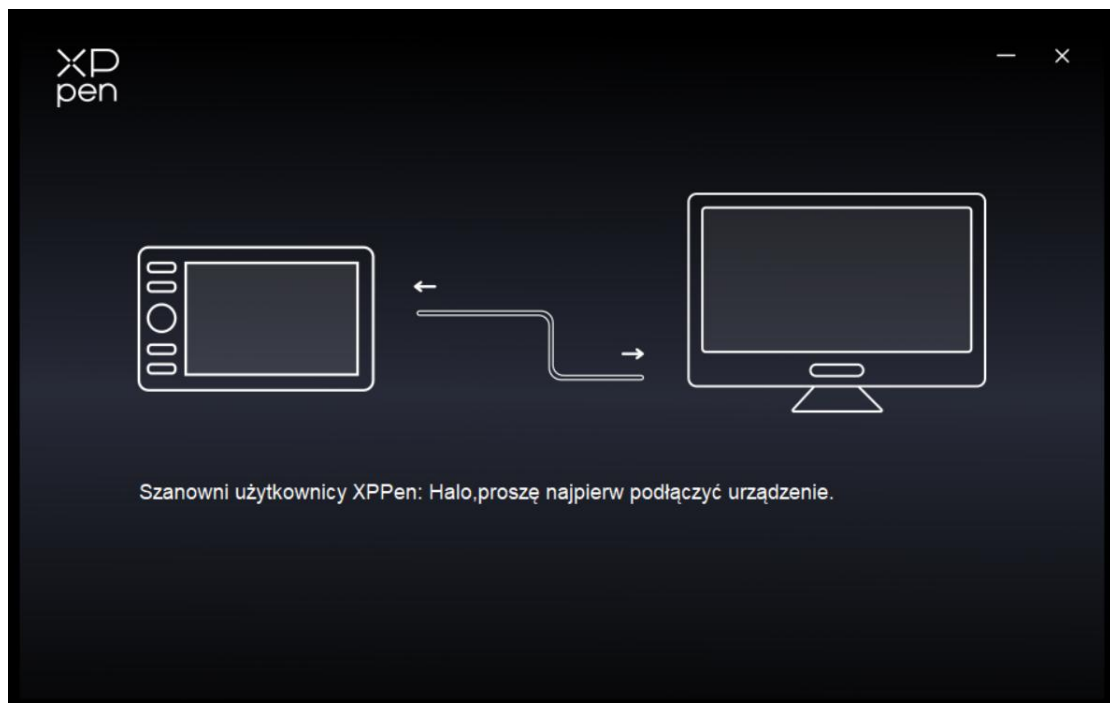 XP
pen
Szanowni użytkownicy XPPen: Halo,proszę najpierw podłączyć urządzenie.